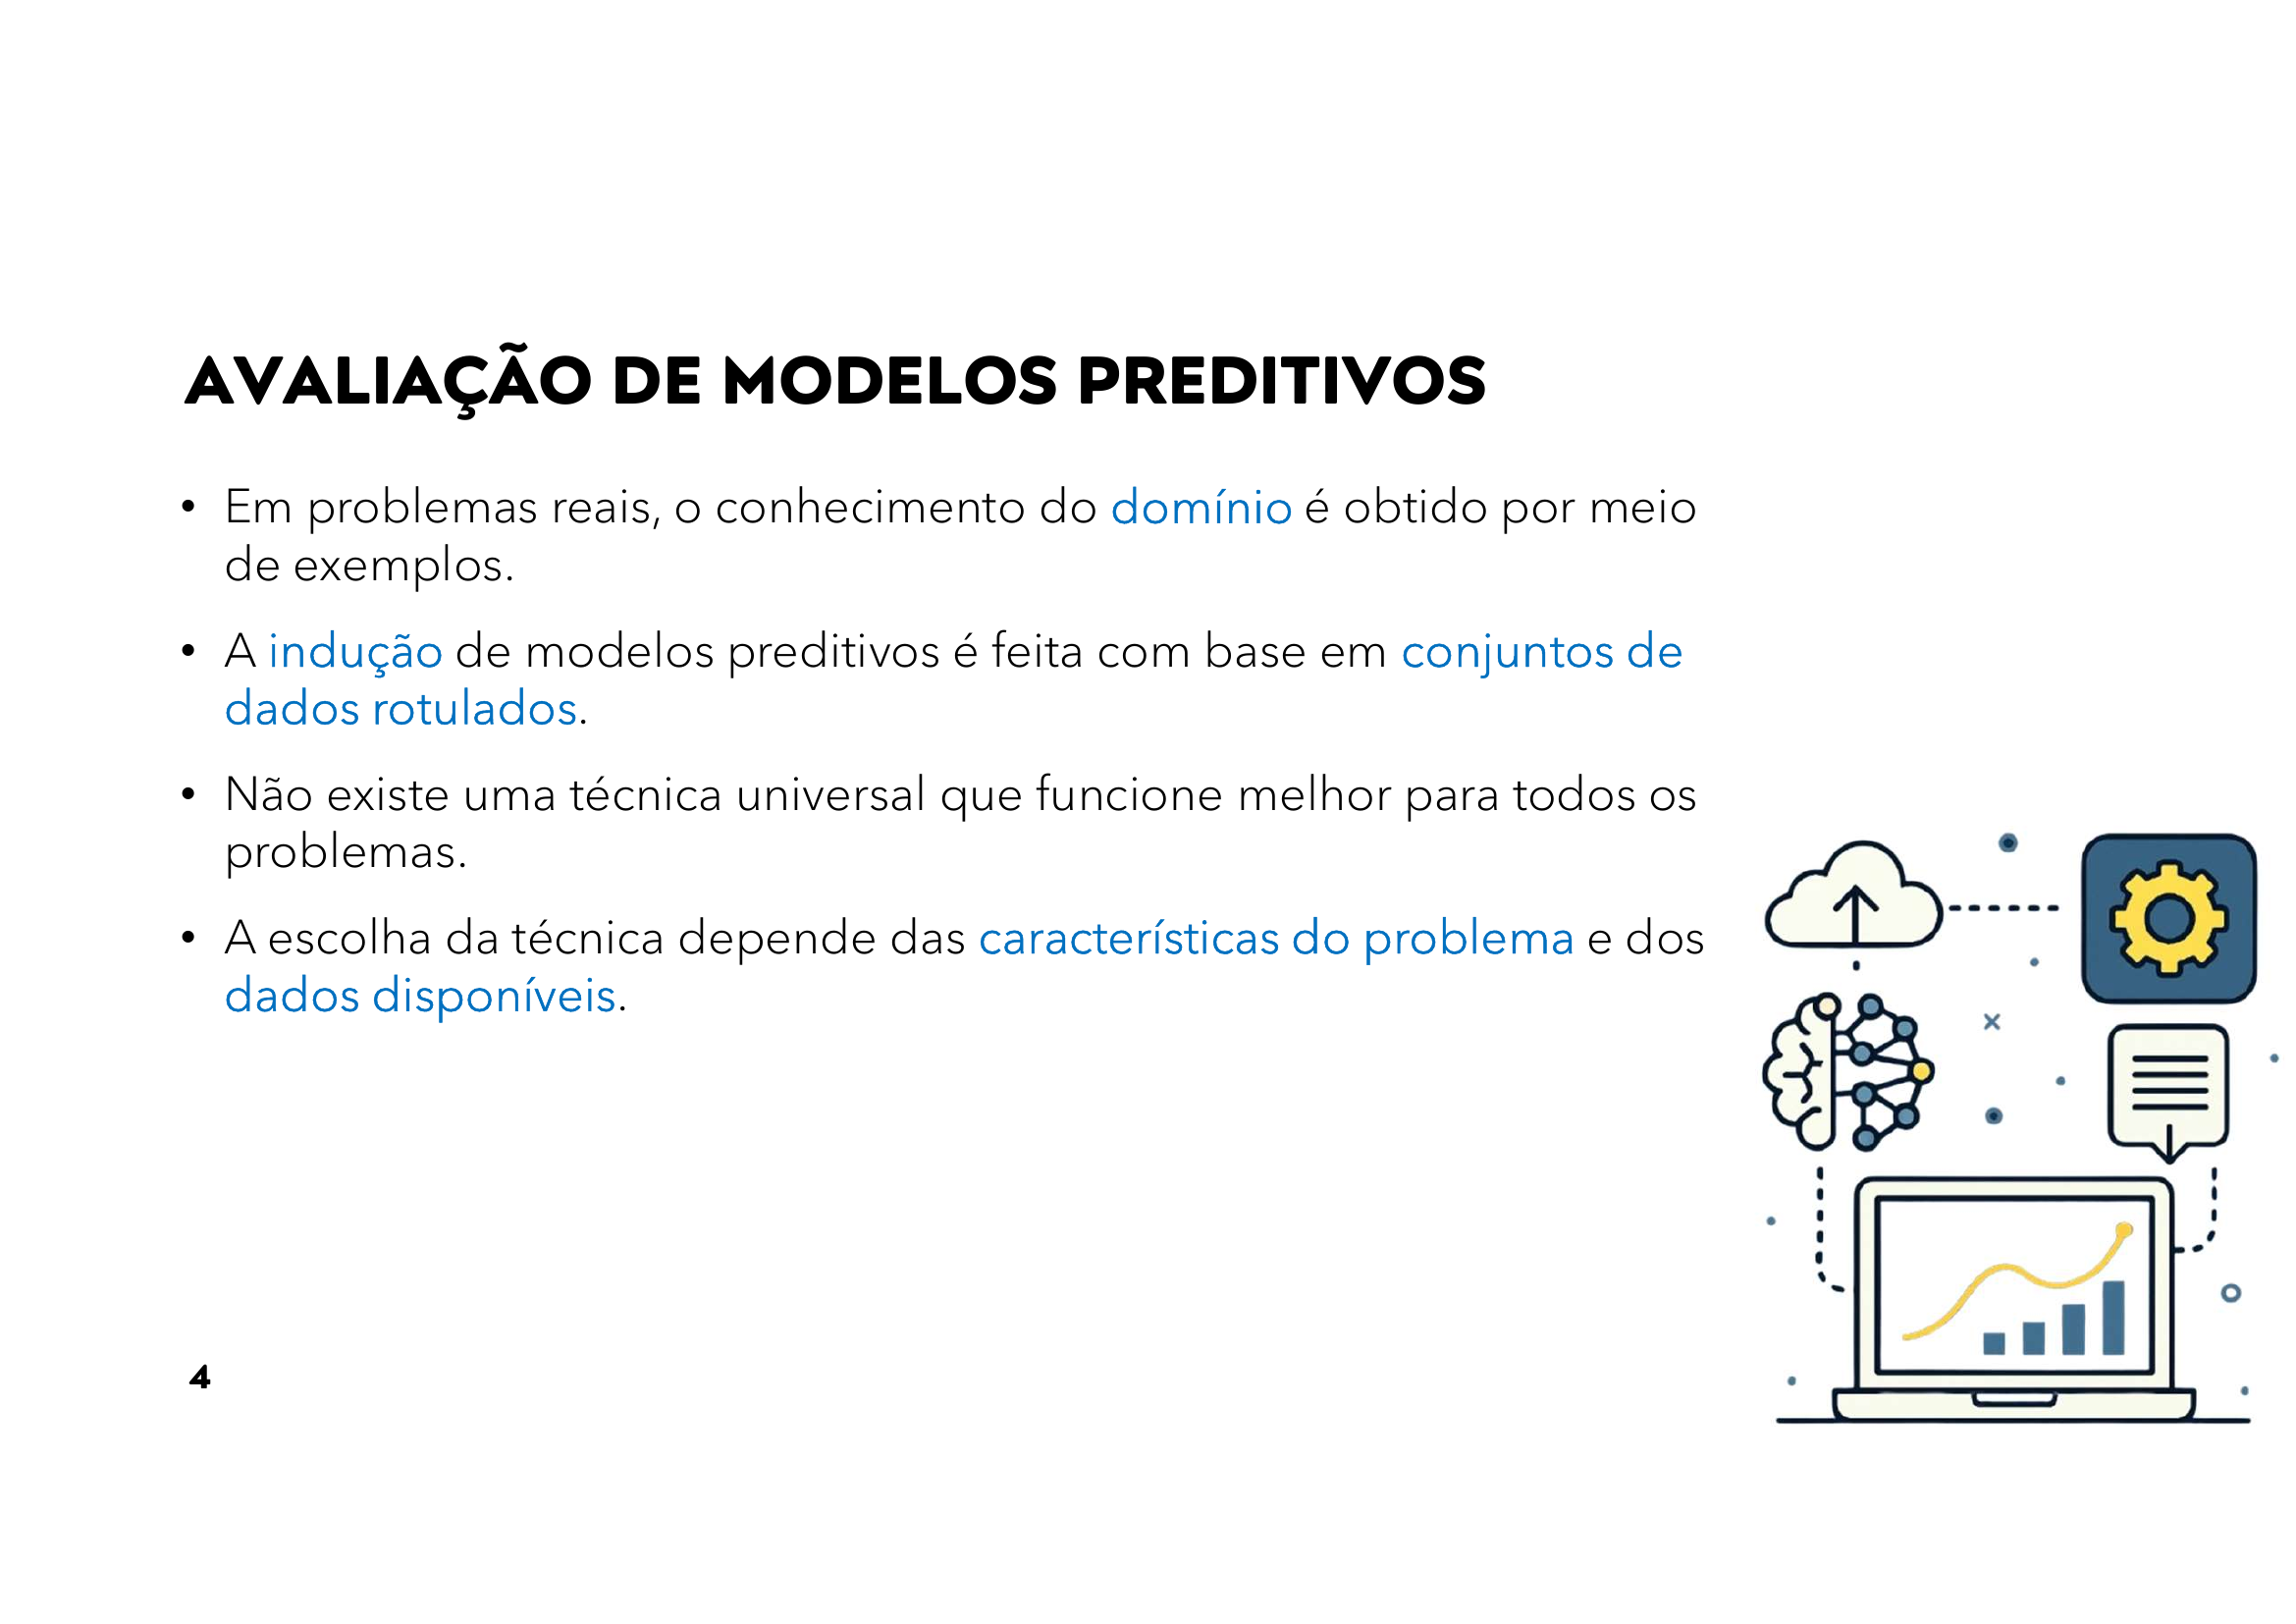 AVALIAÇÃO DE MODELOS PREDITIVOS
• Em problemas reais, o conhecimento do domínio é obtido por meio
de exemplos.
• A indução de modelos preditivos é feita com base em conjuntos de
dados rotulados.
• Não existe uma técnica universal que funcione melhor para todos os
problemas.
• A escolha da técnica depende das características do problema e dos
dados disponíveis.
4